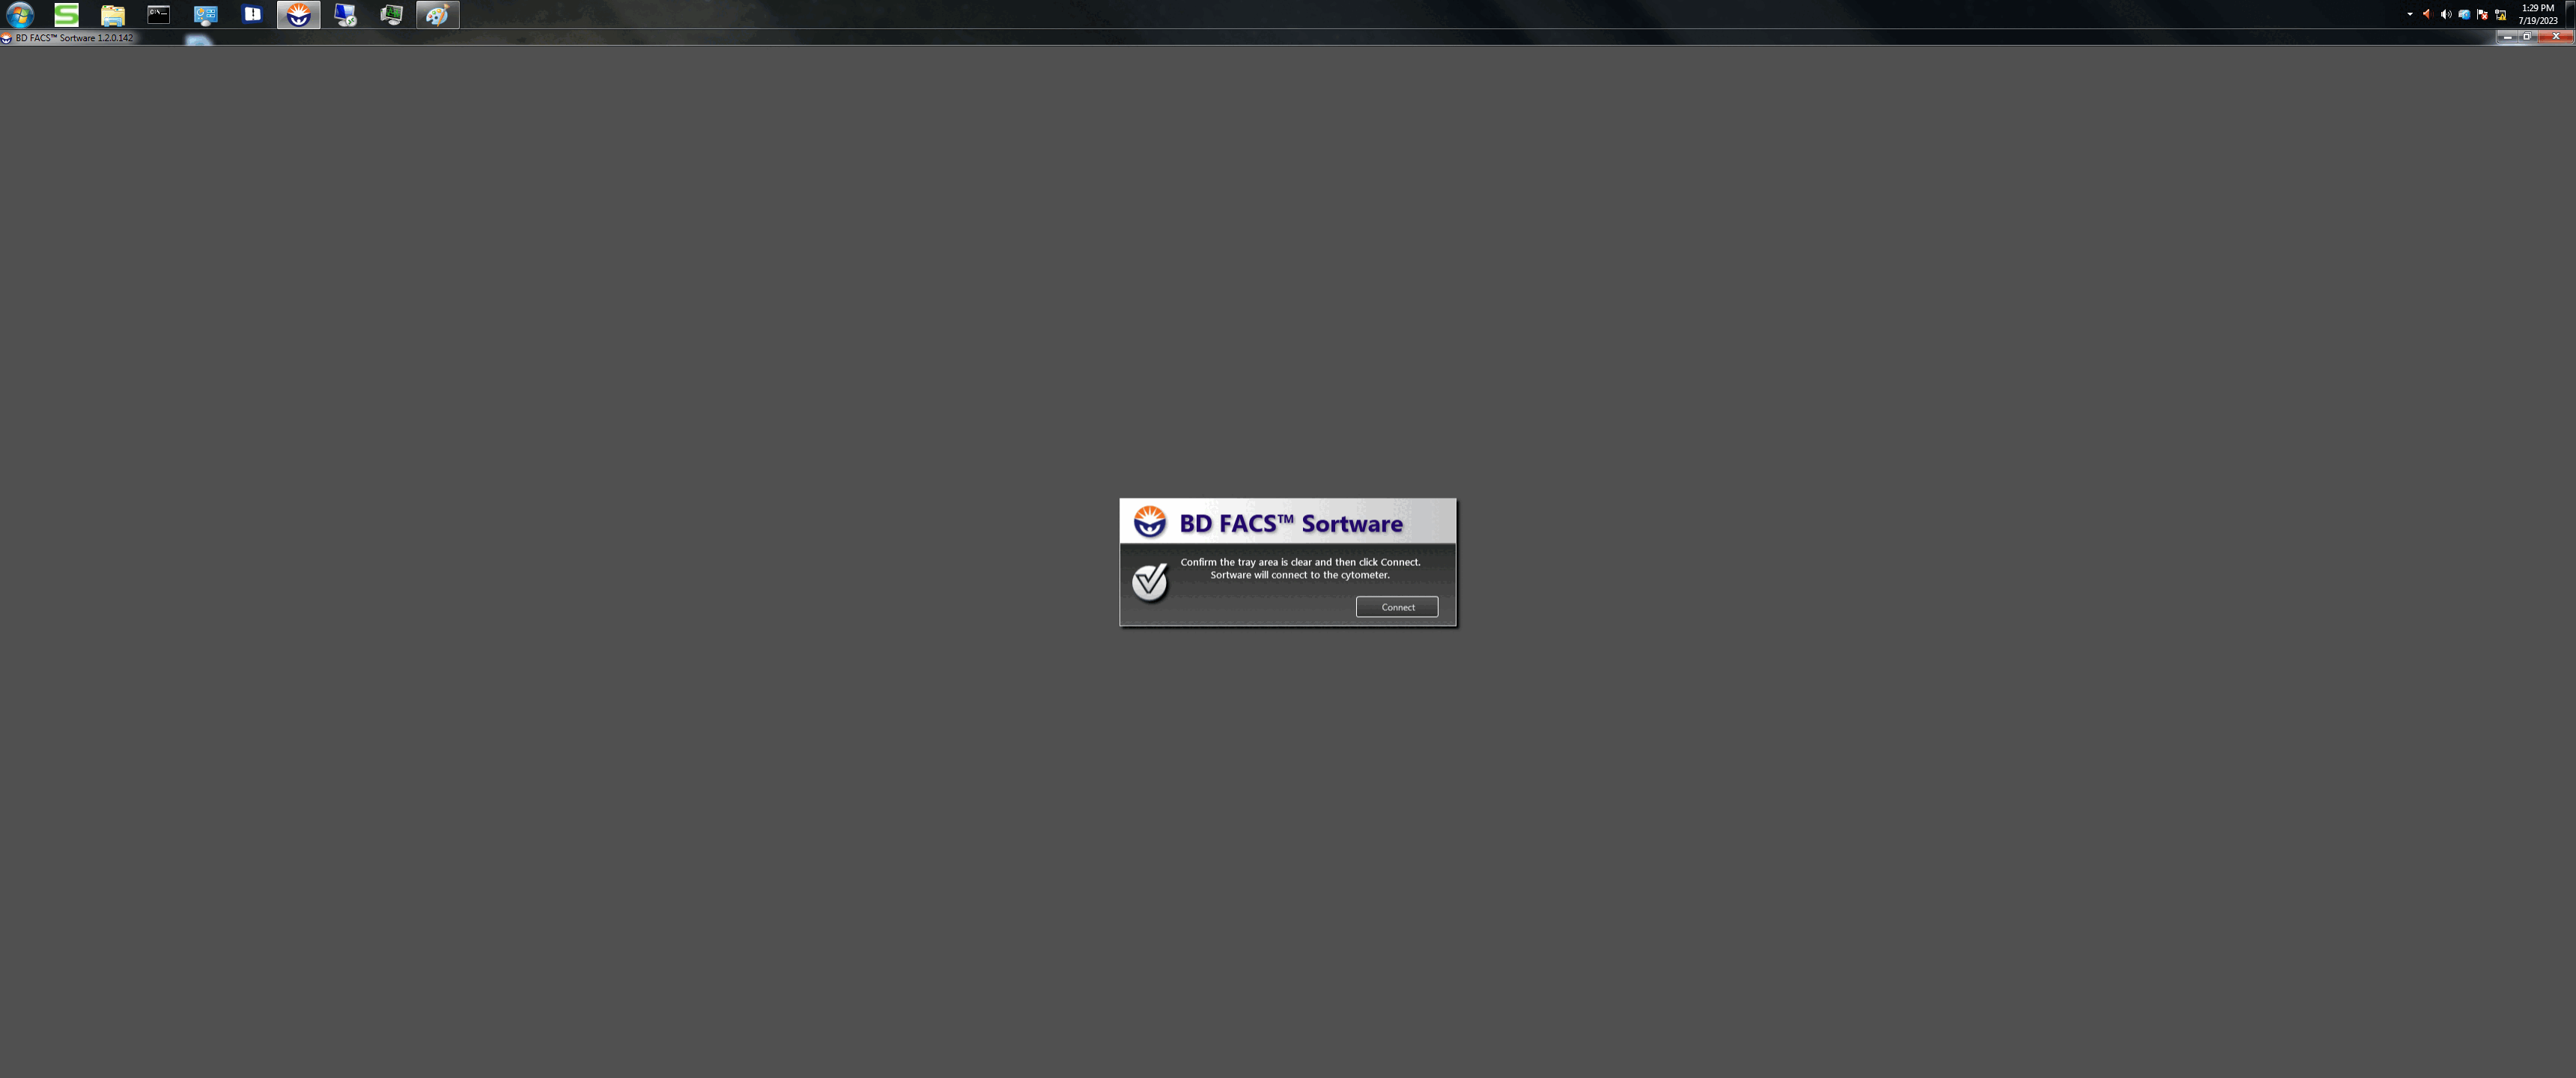 1:29 PM
7/19/2023
BD FACS™ Sortware 1.2.0.142
BD FACS™ Sortware
Confirm the tray area is clear and then click Connect.
Sortware will connect to the cytometer.
Connect